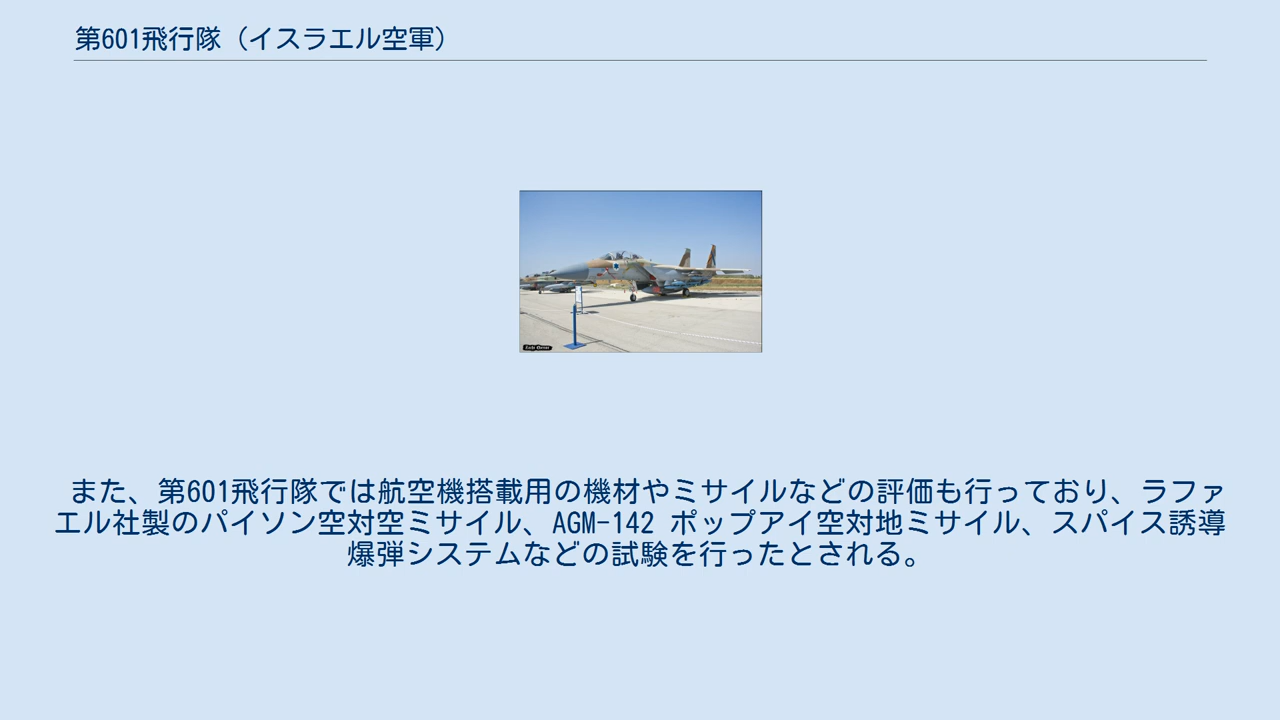 第601飛行隊（イスラエル空軍）
また、第601飛行隊では航空機搭載用の機材やミサイルなどの評価も行っており、ラファ
エル社製のパイソン空対空ミサイル、AGM-142 ポップアイ空対地ミサイル、スパイス誘導
爆弾システムなどの試験を行ったとされる。